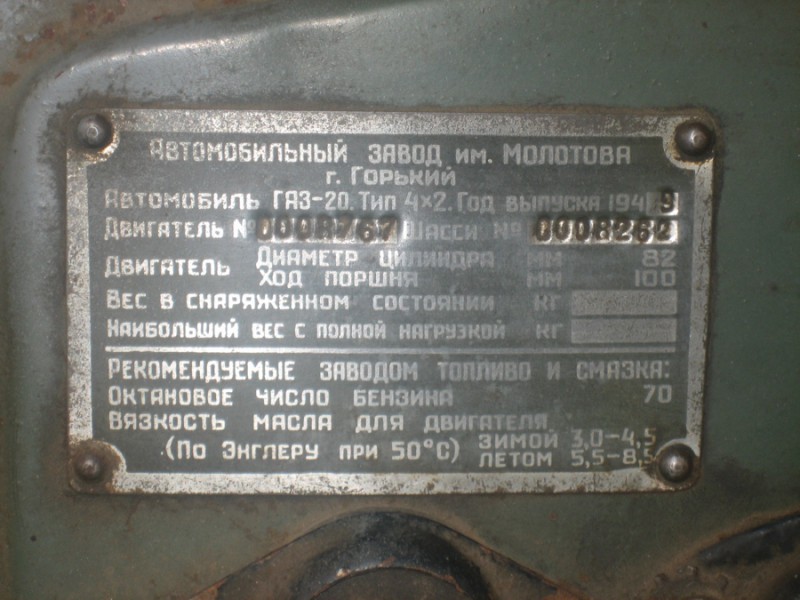 Автомобильный завод им. Молотова
г. Горький
Автомобиль ГАЗ-20. Тип 4×2. Год выпуска 1949
Двигатель № Шасси №
Двигатель Диаметр цилиндра мм 82
Ход поршня мм 100
Вес в снаряженном состоянии кг
Наибольший вес с полной нагрузкой кг
Рекомендуемые заводом топливо и смазка:
Октановое число бензина 70
Вязкость масла для двигателя
(По Энглеру при 50°С) зимой 3,0-4,5
летом 5,5-8,5